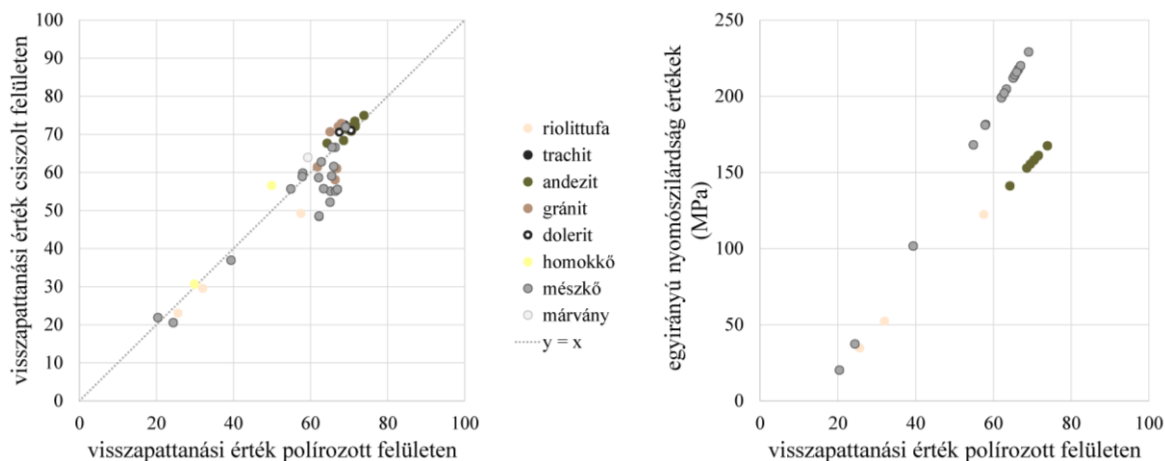 visszapattanási érték csiszolt felületen
100
90
80
70
60
50
40
30
20
10
0
0 20 40 60 80 100
visszapattanási érték polírozott felületen
riolittufa
trachit
andezit
gránit
dolerit
homokkő
mészkő
márvány
y = x
egyirányú nyomószilárdság értékek
(MPa)
250
200
150
100
50
0
0 20 40 60 80 100
visszapattanási érték polírozott felületen